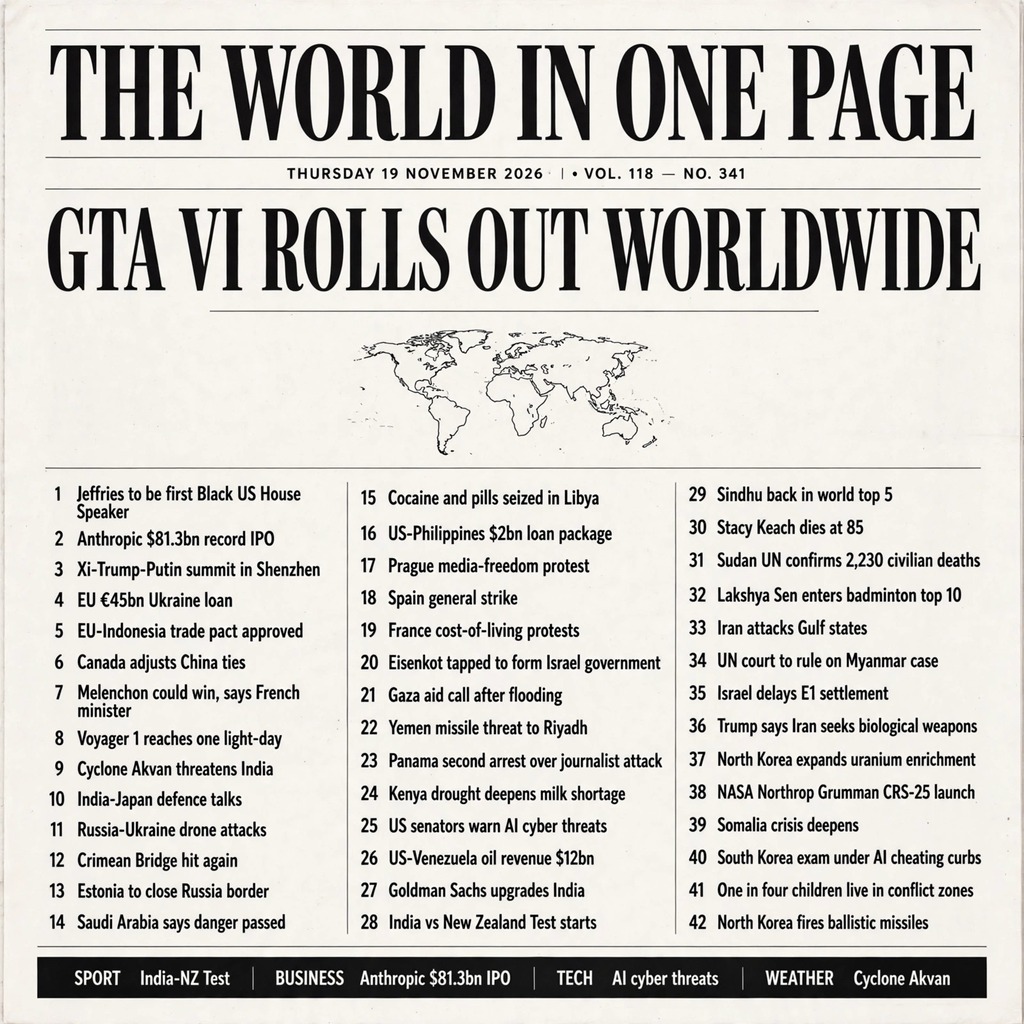 THE WORLD IN ONE PAGE
THURSDAY 19 NOVEMBER 2026 | • VOL. 118 — NO. 341
GTA VI ROLLS OUT WORLDWIDE
1 Jeffries to be first Black US House
Speaker
2 Anthropic $81.3bn record IPO
3 Xi-Trump-Putin summit in Shenzhen
4 EU €45bn Ukraine loan
5 EU-Indonesia trade pact approved
6 Canada adjusts China ties
7 Melenchon could win, says French
minister
8 Voyager 1 reaches one light-day
9 Cyclone Akvan threatens India
10 India-Japan defence talks
11 Russia-Ukraine drone attacks
12 Crimean Bridge hit again
13 Estonia to close Russia border
14 Saudi Arabia says danger passed
15 Cocaine and pills seized in Libya
16 US-Philippines $2bn loan package
17 Prague media-freedom protest
18 Spain general strike
19 France cost-of-living protests
20 Eisenkot tapped to form Israel government
21 Gaza aid call after flooding
22 Yemen missile threat to Riyadh
23 Panama second arrest over journalist attack
24 Kenya drought deepens milk shortage
25 US senators warn AI cyber threats
26 US-Venezuela oil revenue $12bn
27 Goldman Sachs upgrades India
28 India vs New Zealand Test starts
29 Sindhu back in world top 5
30 Stacy Keach dies at 85
31 Sudan UN confirms 2,230 civilian deaths
32 Lakshya Sen enters badminton top 10
33 Iran attacks Gulf states
34 UN court to rule on Myanmar case
35 Israel delays E1 settlement
36 Trump says Iran seeks biological weapons
37 North Korea expands uranium enrichment
38 NASA Northrop Grumman CRS-25 launch
39 Somalia crisis deepens
40 South Korea exam under AI cheating curbs
41 One in four children live in conflict zones
42 North Korea fires ballistic missiles
SPORT India-NZ Test | BUSINESS Anthropic $81.3bn IPO | TECH AI cyber threats | WEATHER Cyclone Akvan